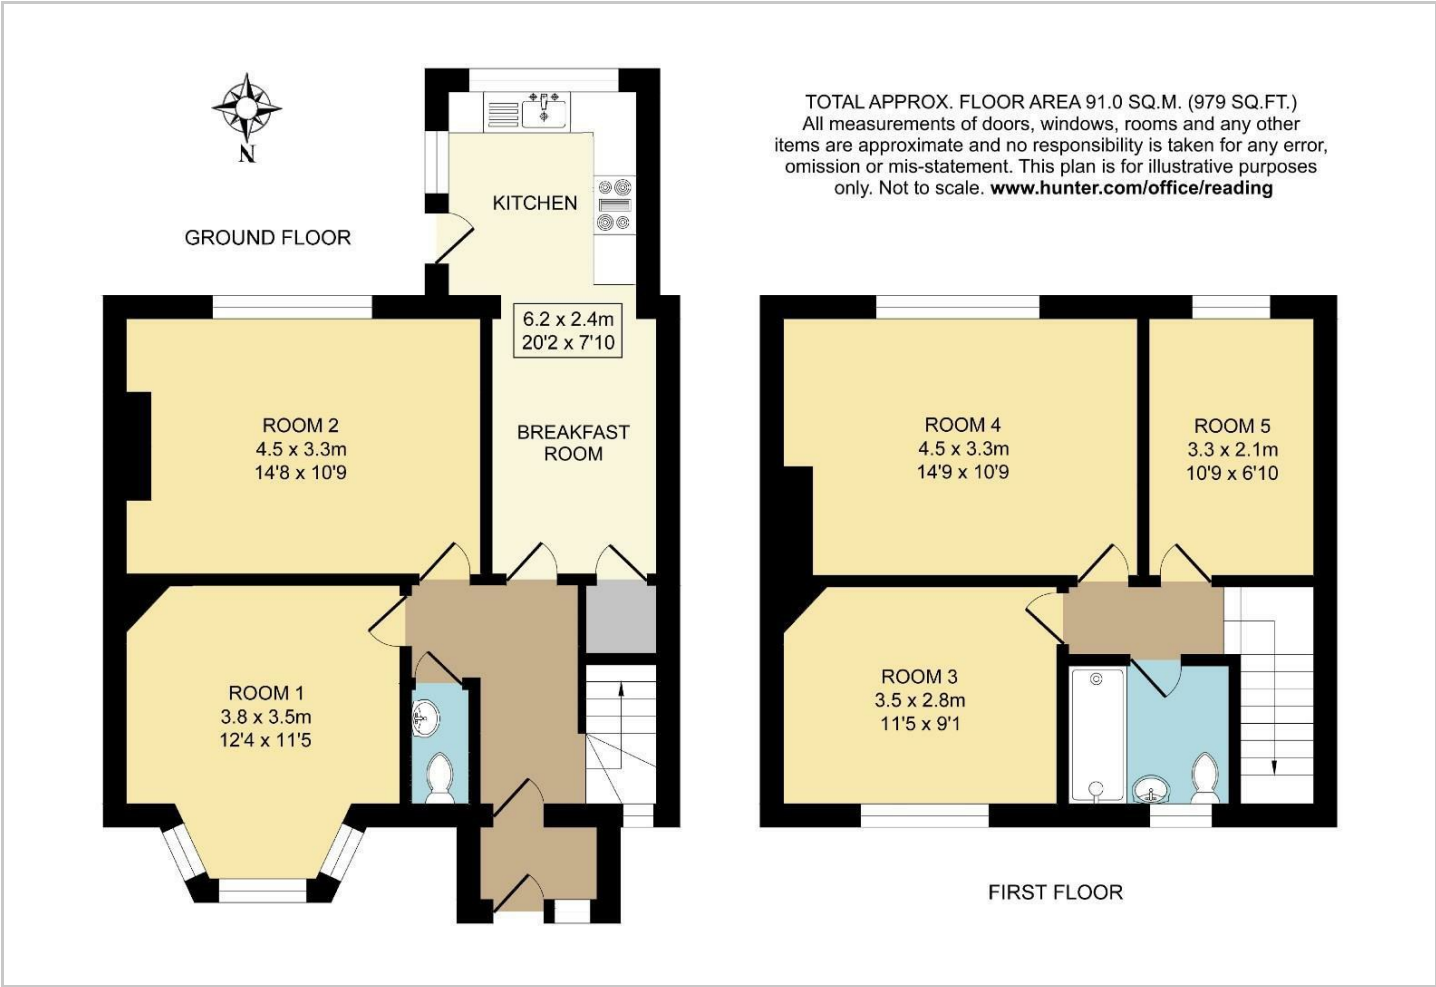 N
TOTAL APPROX. FLOOR AREA 91.0 SQ.M. (979 SQ.FT.)
All measurements of doors, windows, rooms and any other
items are approximate and no responsibility is taken for any error,
omission or mis-statement. This plan is for illustrative purposes
only. Not to scale. www.hunter.com/office/reading
GROUND FLOOR
KITCHEN
6.2 x 2.4m
20'2 x 7'10
BREAKFAST
ROOM
ROOM 2
4.5 x 3.3m
14'8 x 10'9
ROOM 1
3.8 x 3.5m
12'4 x 11'5
ROOM 4
4.5 x 3.3m
14'9 x 10'9
ROOM 5
3.3 x 2.1m
10'9 x 6'10
ROOM 3
3.5 x 2.8m
11'5 x 9'1
FIRST FLOOR